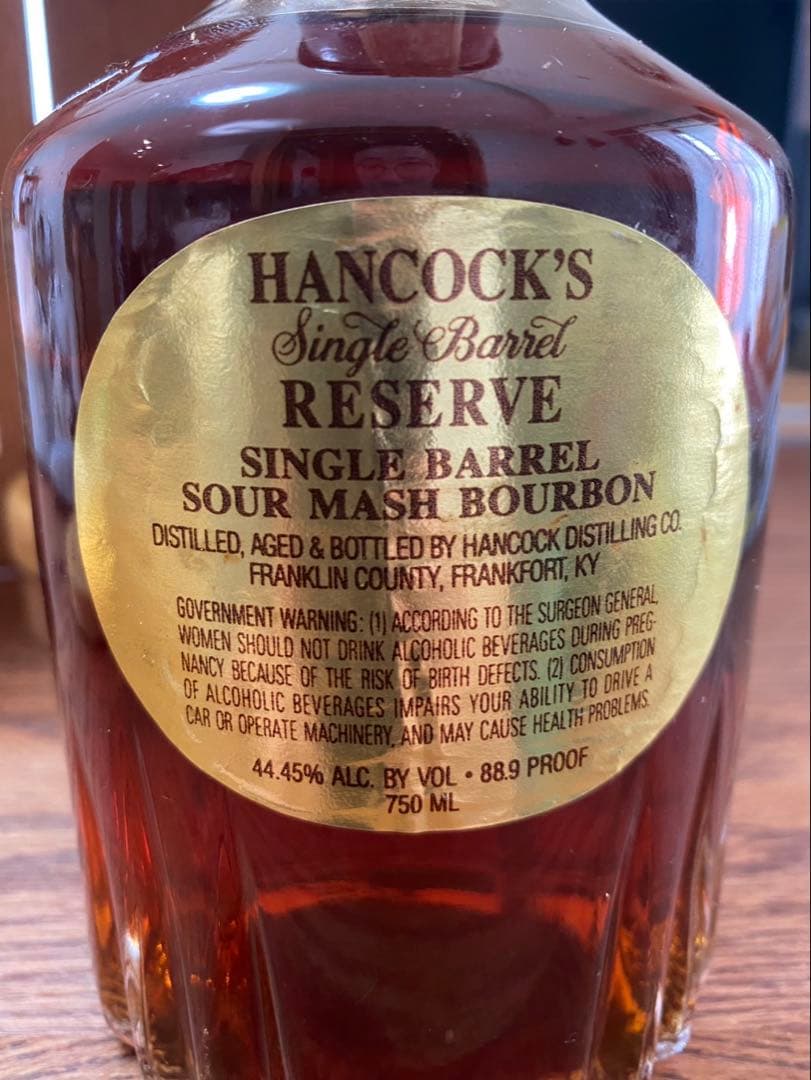 HANCOCK'S
Single Barrel
RESERVE
SINGLE BARREL
SOUR MASH BOURBON
DISTILLED, AGED & BOTTLED BY HANCOCK DISTILLING CO.
FRANKLIN COUNTY, FRANKFORT, KY
GOVERNMENT WARNING: (1) ACCORDING TO THE SURGEON GENERAL,
WOMEN SHOULD NOT DRINK ALCOHOLIC BEVERAGES DURING PREG-
NANCY BECAUSE OF THE RISK OF BIRTH DEFECTS. (2) CONSUMPTION
OF ALCOHOLIC BEVERAGES IMPAIRS YOUR ABILITY TO DRIVE A
CAR OR OPERATE MACHINERY, AND MAY CAUSE HEALTH PROBLEMS.
44.45% ALC. BY VOL • 88.9 PROOF
750 ML